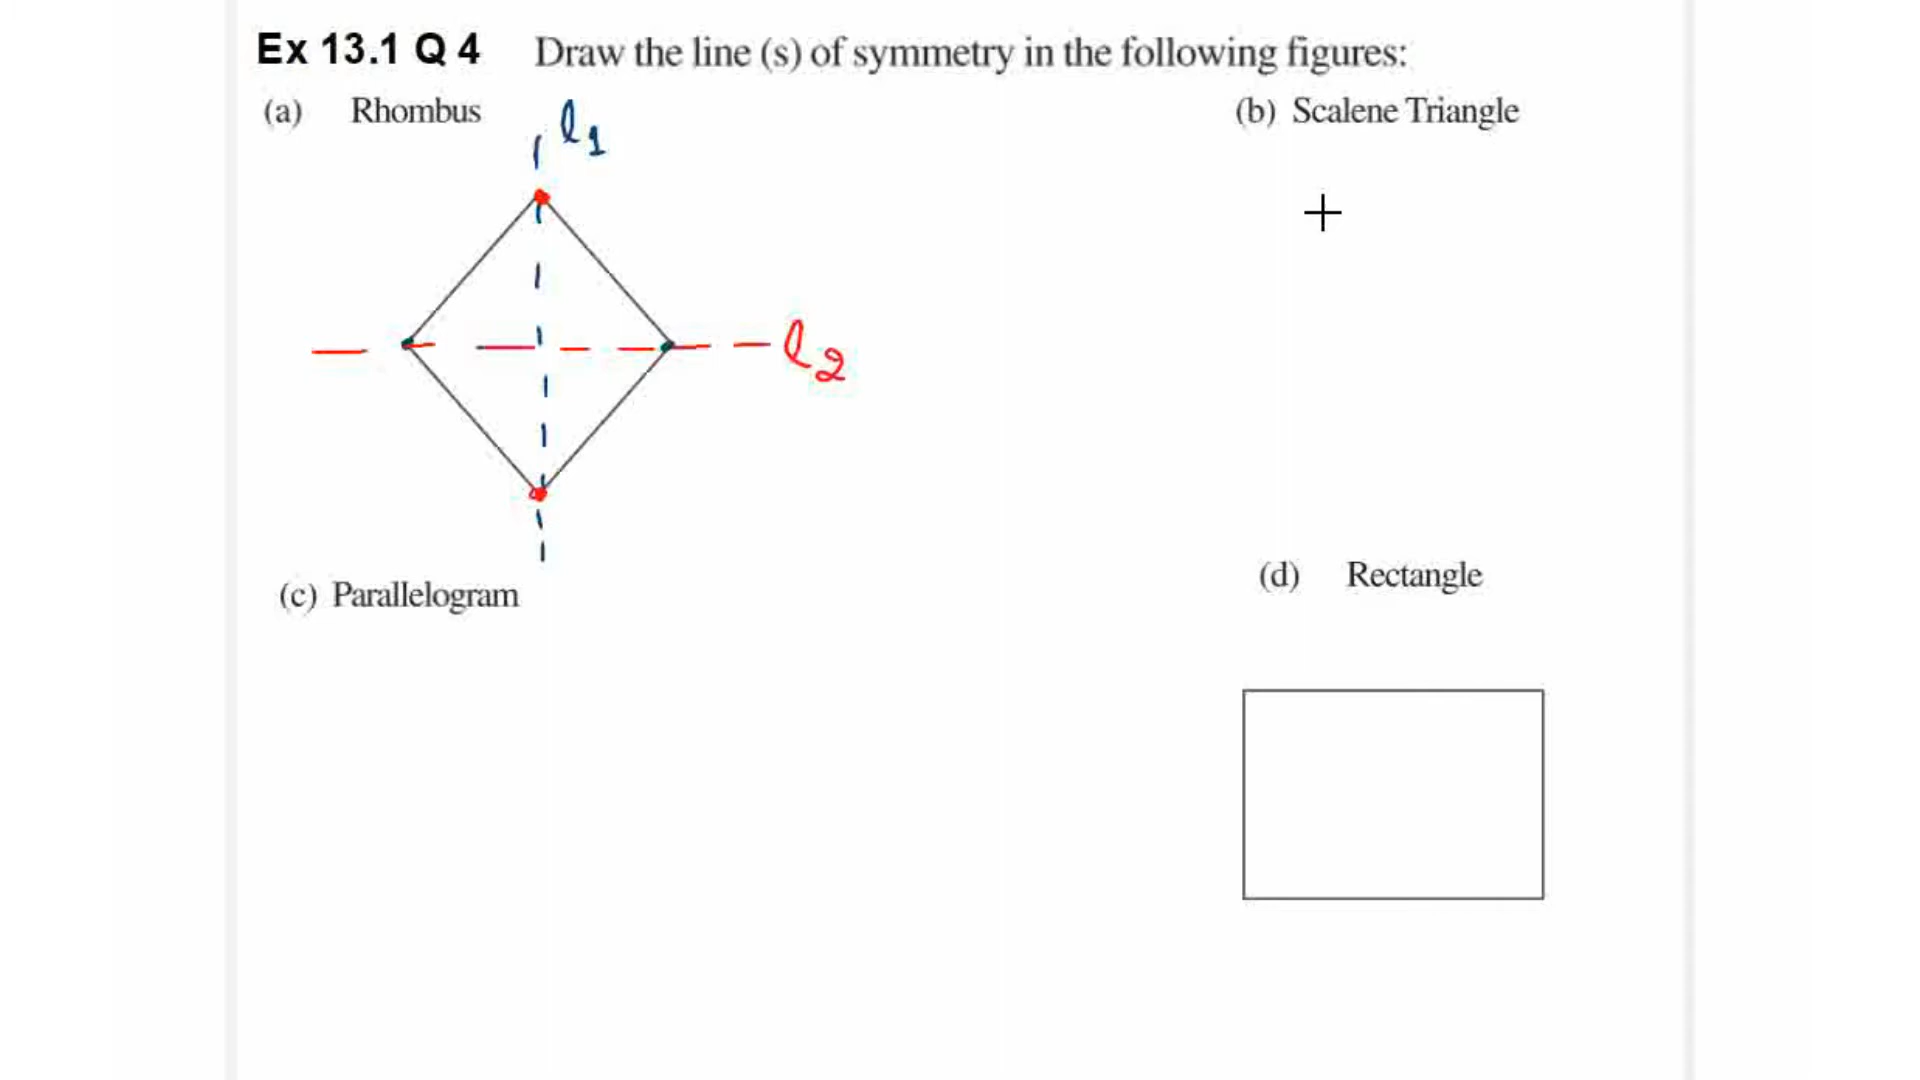 Ex 13.1 Q 4 Draw the line (s) of symmetry in the following figures:
(a) Rhombus
(b) Scalene Triangle
l1
l2
(c) Parallelogram
(d) Rectangle